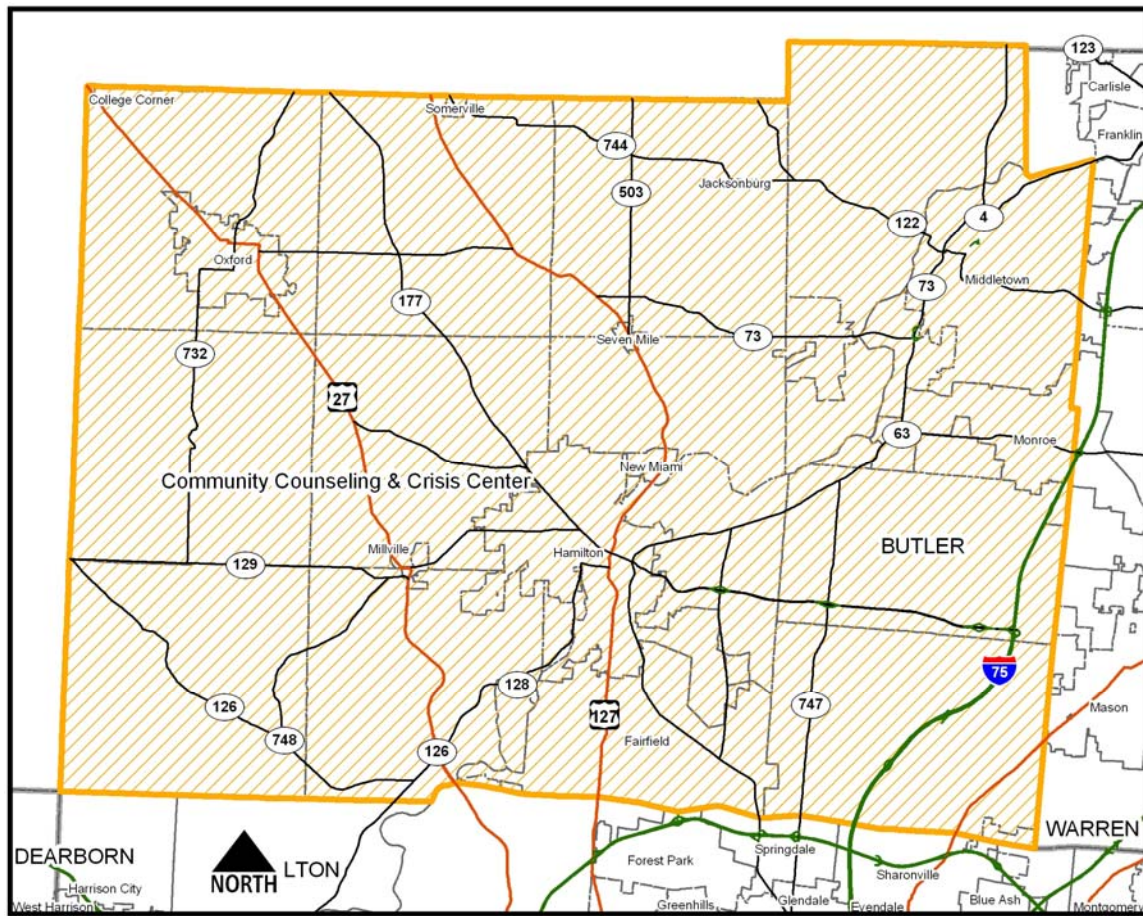 123
Carlisle
College Corner
Somerville
Franklin
744
Jacksonburg
503
4
122
Oxford
73
Middletown
177
73
Seven Mile
732
27
63
Monroe
New Miami
Community Counseling & Crisis Center
BUTLER
Millville
Hamilton
129
75
128
747
126
127
Mason
748
126
Fairfield
WARREN
DEARBORN
Springdale
NORTH
LTON
Forest Park
Sharonville
Harrison City
West Harrison
Greenhills
Glendale
Evendale
Blue Ash
Montgomery